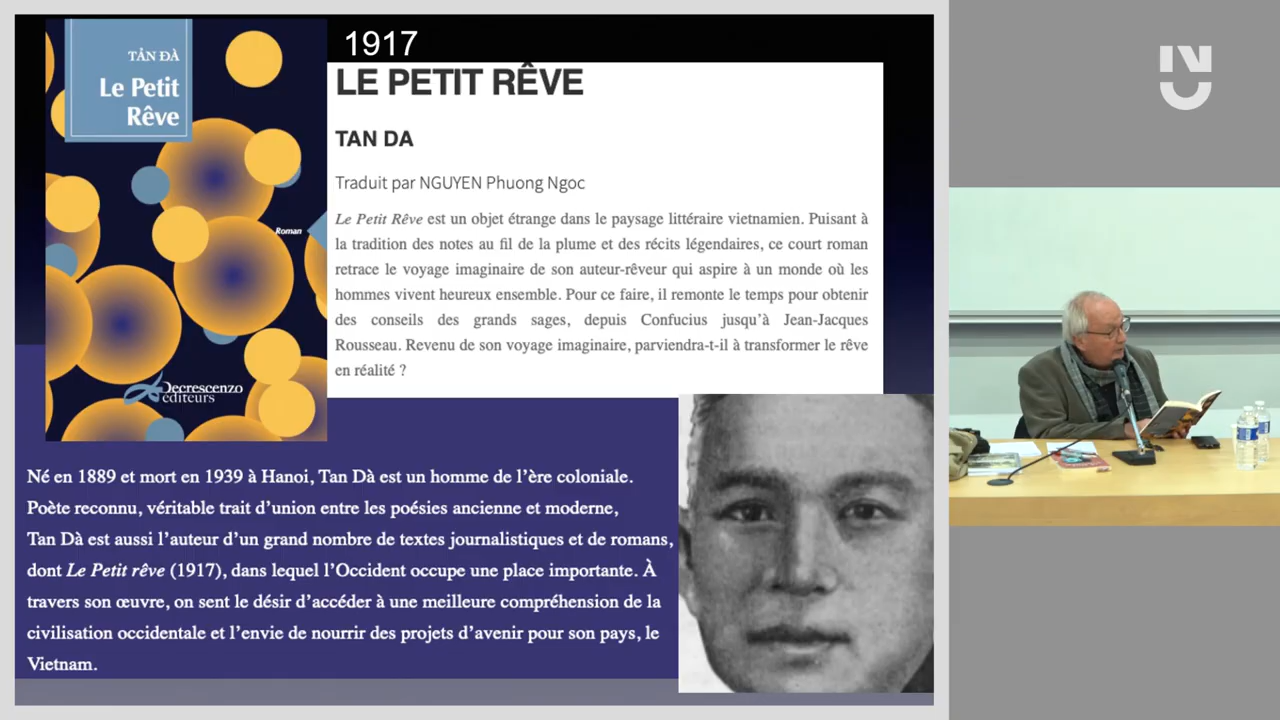 TẢN ĐÀ
Le Petit
Rêve
Roman
Decrescenzo
éditeurs
1917
LE PETIT RÊVE
TAN DA
Traduit par NGUYEN Phuong Ngoc
Le Petit Rêve est un objet étrange dans le paysage littéraire vietnamien. Puisant à
la tradition des notes au fil de la plume et des récits légendaires, ce court roman
retrace le voyage imaginaire de son auteur-rêveur qui aspire à un monde où les
hommes vivent heureux ensemble. Pour ce faire, il remonte le temps pour obtenir
des conseils des grands sages, depuis Confucius jusqu'à Jean-Jacques
Rousseau. Revenu de son voyage imaginaire, parviendra-t-il à transformer le rêve
en réalité ?
Né en 1889 et mort en 1939 à Hanoi, Tan Dà est un homme de l'ère coloniale.
Poète reconnu, véritable trait d'union entre les poésies ancienne et moderne,
Tan Dà est aussi l'auteur d'un grand nombre de textes journalistiques et de romans,
dont Le Petit rêve (1917), dans lequel l'Occident occupe une place importante. À
travers son œuvre, on sent le désir d'accéder à une meilleure compréhension de la
civilisation occidentale et l'envie de nourrir des projets d'avenir pour son pays, le
Vietnam.